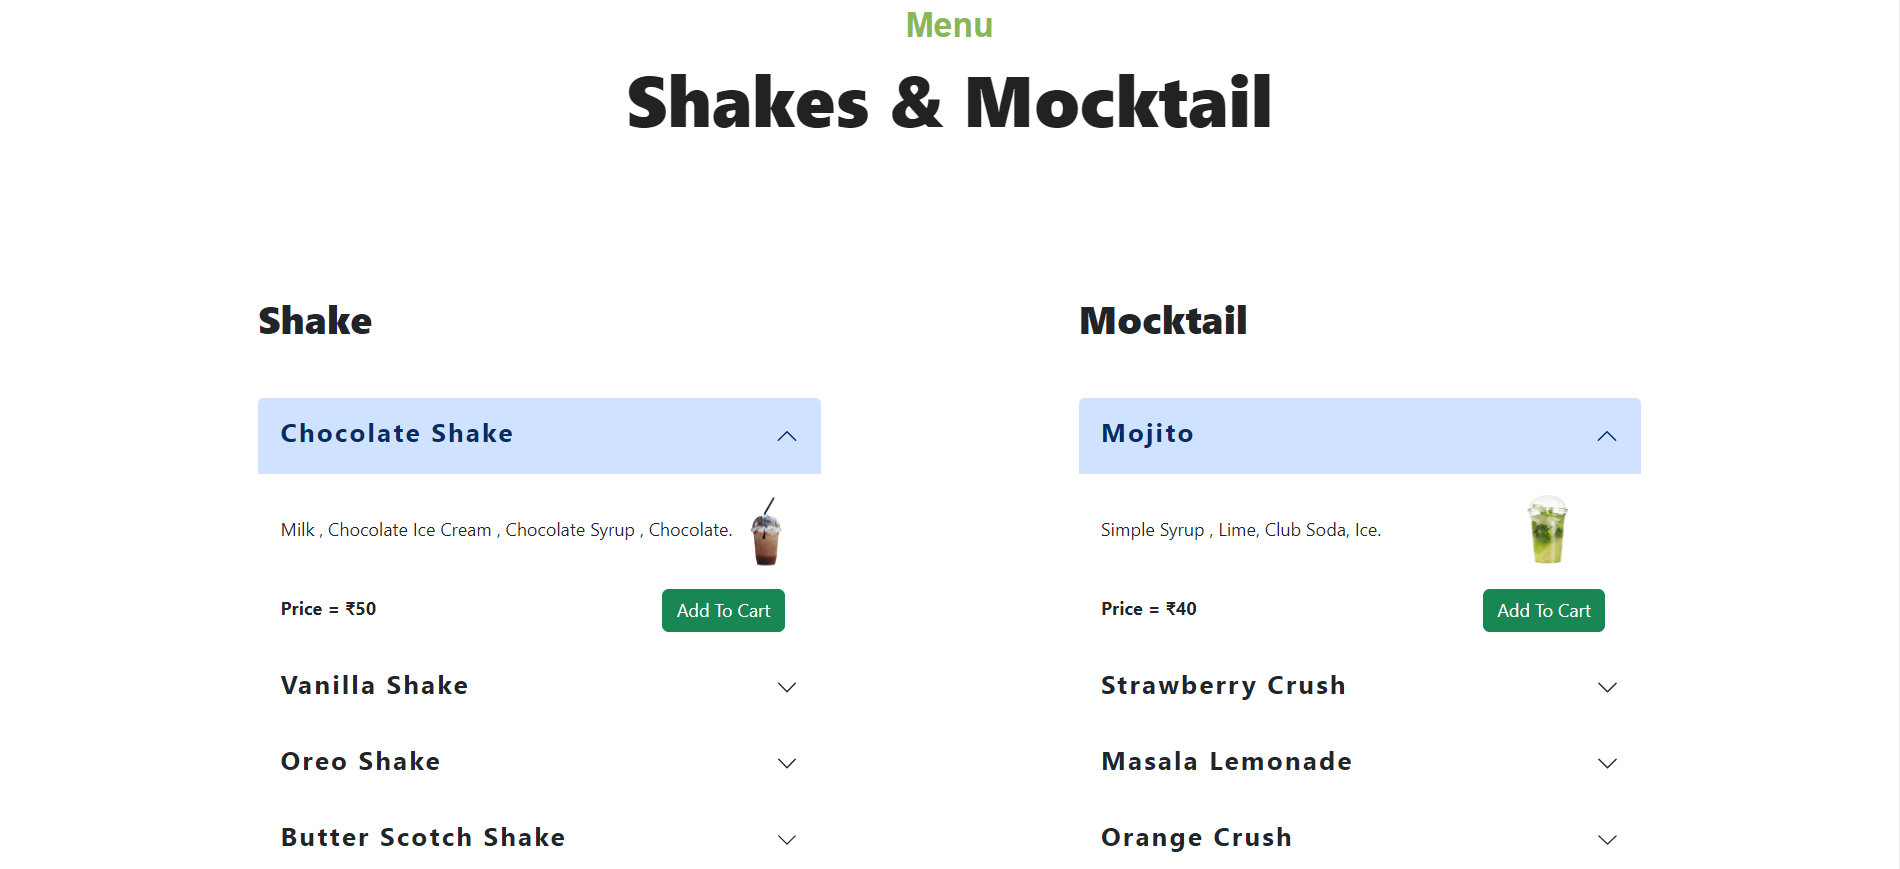 Menu
Shakes & Mocktail
Shake
Chocolate Shake
Milk , Chocolate Ice Cream , Chocolate Syrup , Chocolate.
Price = ₹50
Add To Cart
Vanilla Shake
Oreo Shake
Butter Scotch Shake
Mocktail
Mojito
Simple Syrup , Lime, Club Soda, Ice.
Price = ₹40
Add To Cart
Strawberry Crush
Masala Lemonade
Orange Crush